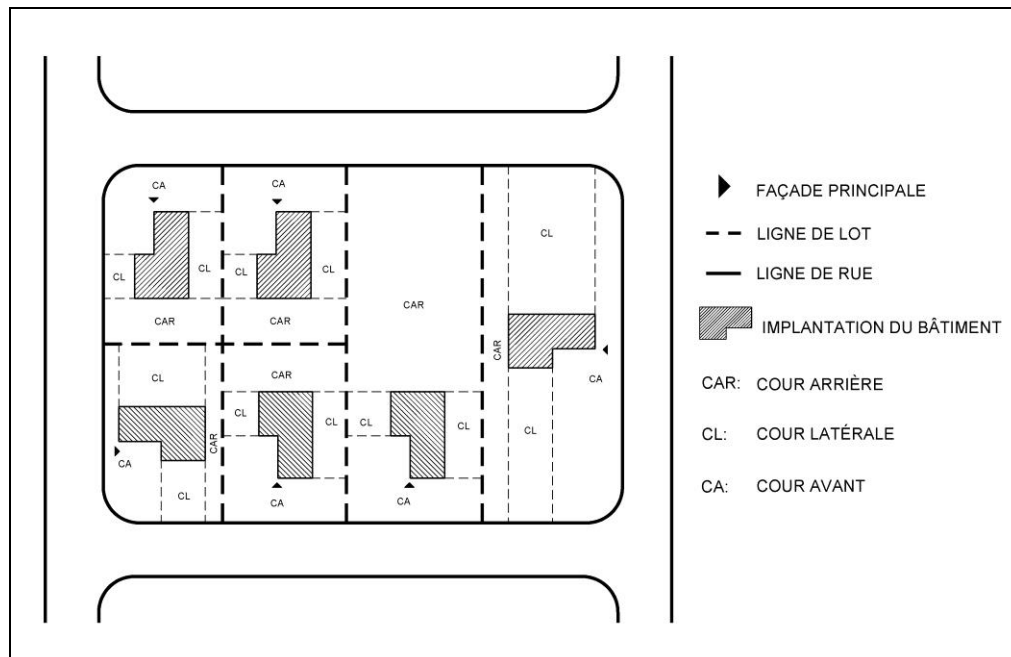 CA
CA
CL
CL
CL
CL
CL
CAR
CAR
CAR
CAR
CL
CAR
CA
CL
CL
CL
CL
CL
CAR
CA
CL
CL
CA
CA
FAÇADE PRINCIPALE
LIGNE DE LOT
LIGNE DE RUE
IMPLANTATION DU BÂTIMENT
CAR: COUR ARRIÈRE
CL: COUR LATÉRALE
CA: COUR AVANT